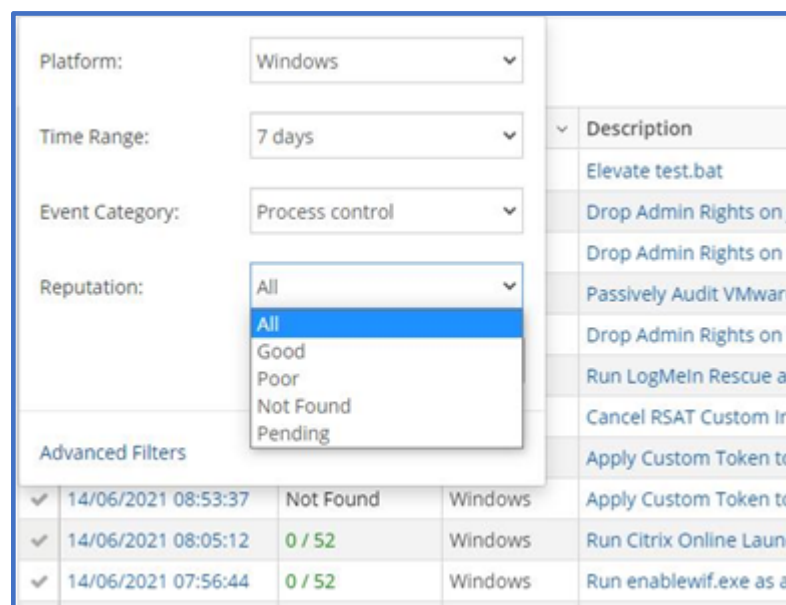 Platform: Windows
Time Range: 7 days
Event Category: Process control
Reputation: All
All
Good
Poor
Not Found
Pending
Advanced Filters
Description
Elevate test.bat
Drop Admin Rights on
Drop Admin Rights on
Passively Audit VMwar
Drop Admin Rights on
Run LogMeIn Rescue a
Cancel RSAT Custom
Apply Custom Token to
14/06/2021 08:53:37 Not Found Windows Apply Custom Token to
14/06/2021 08:05:12 0 / 52 Windows Run Citrix Online Laun
14/06/2021 07:56:44 0 / 52 Windows Run enablewif.exe as a